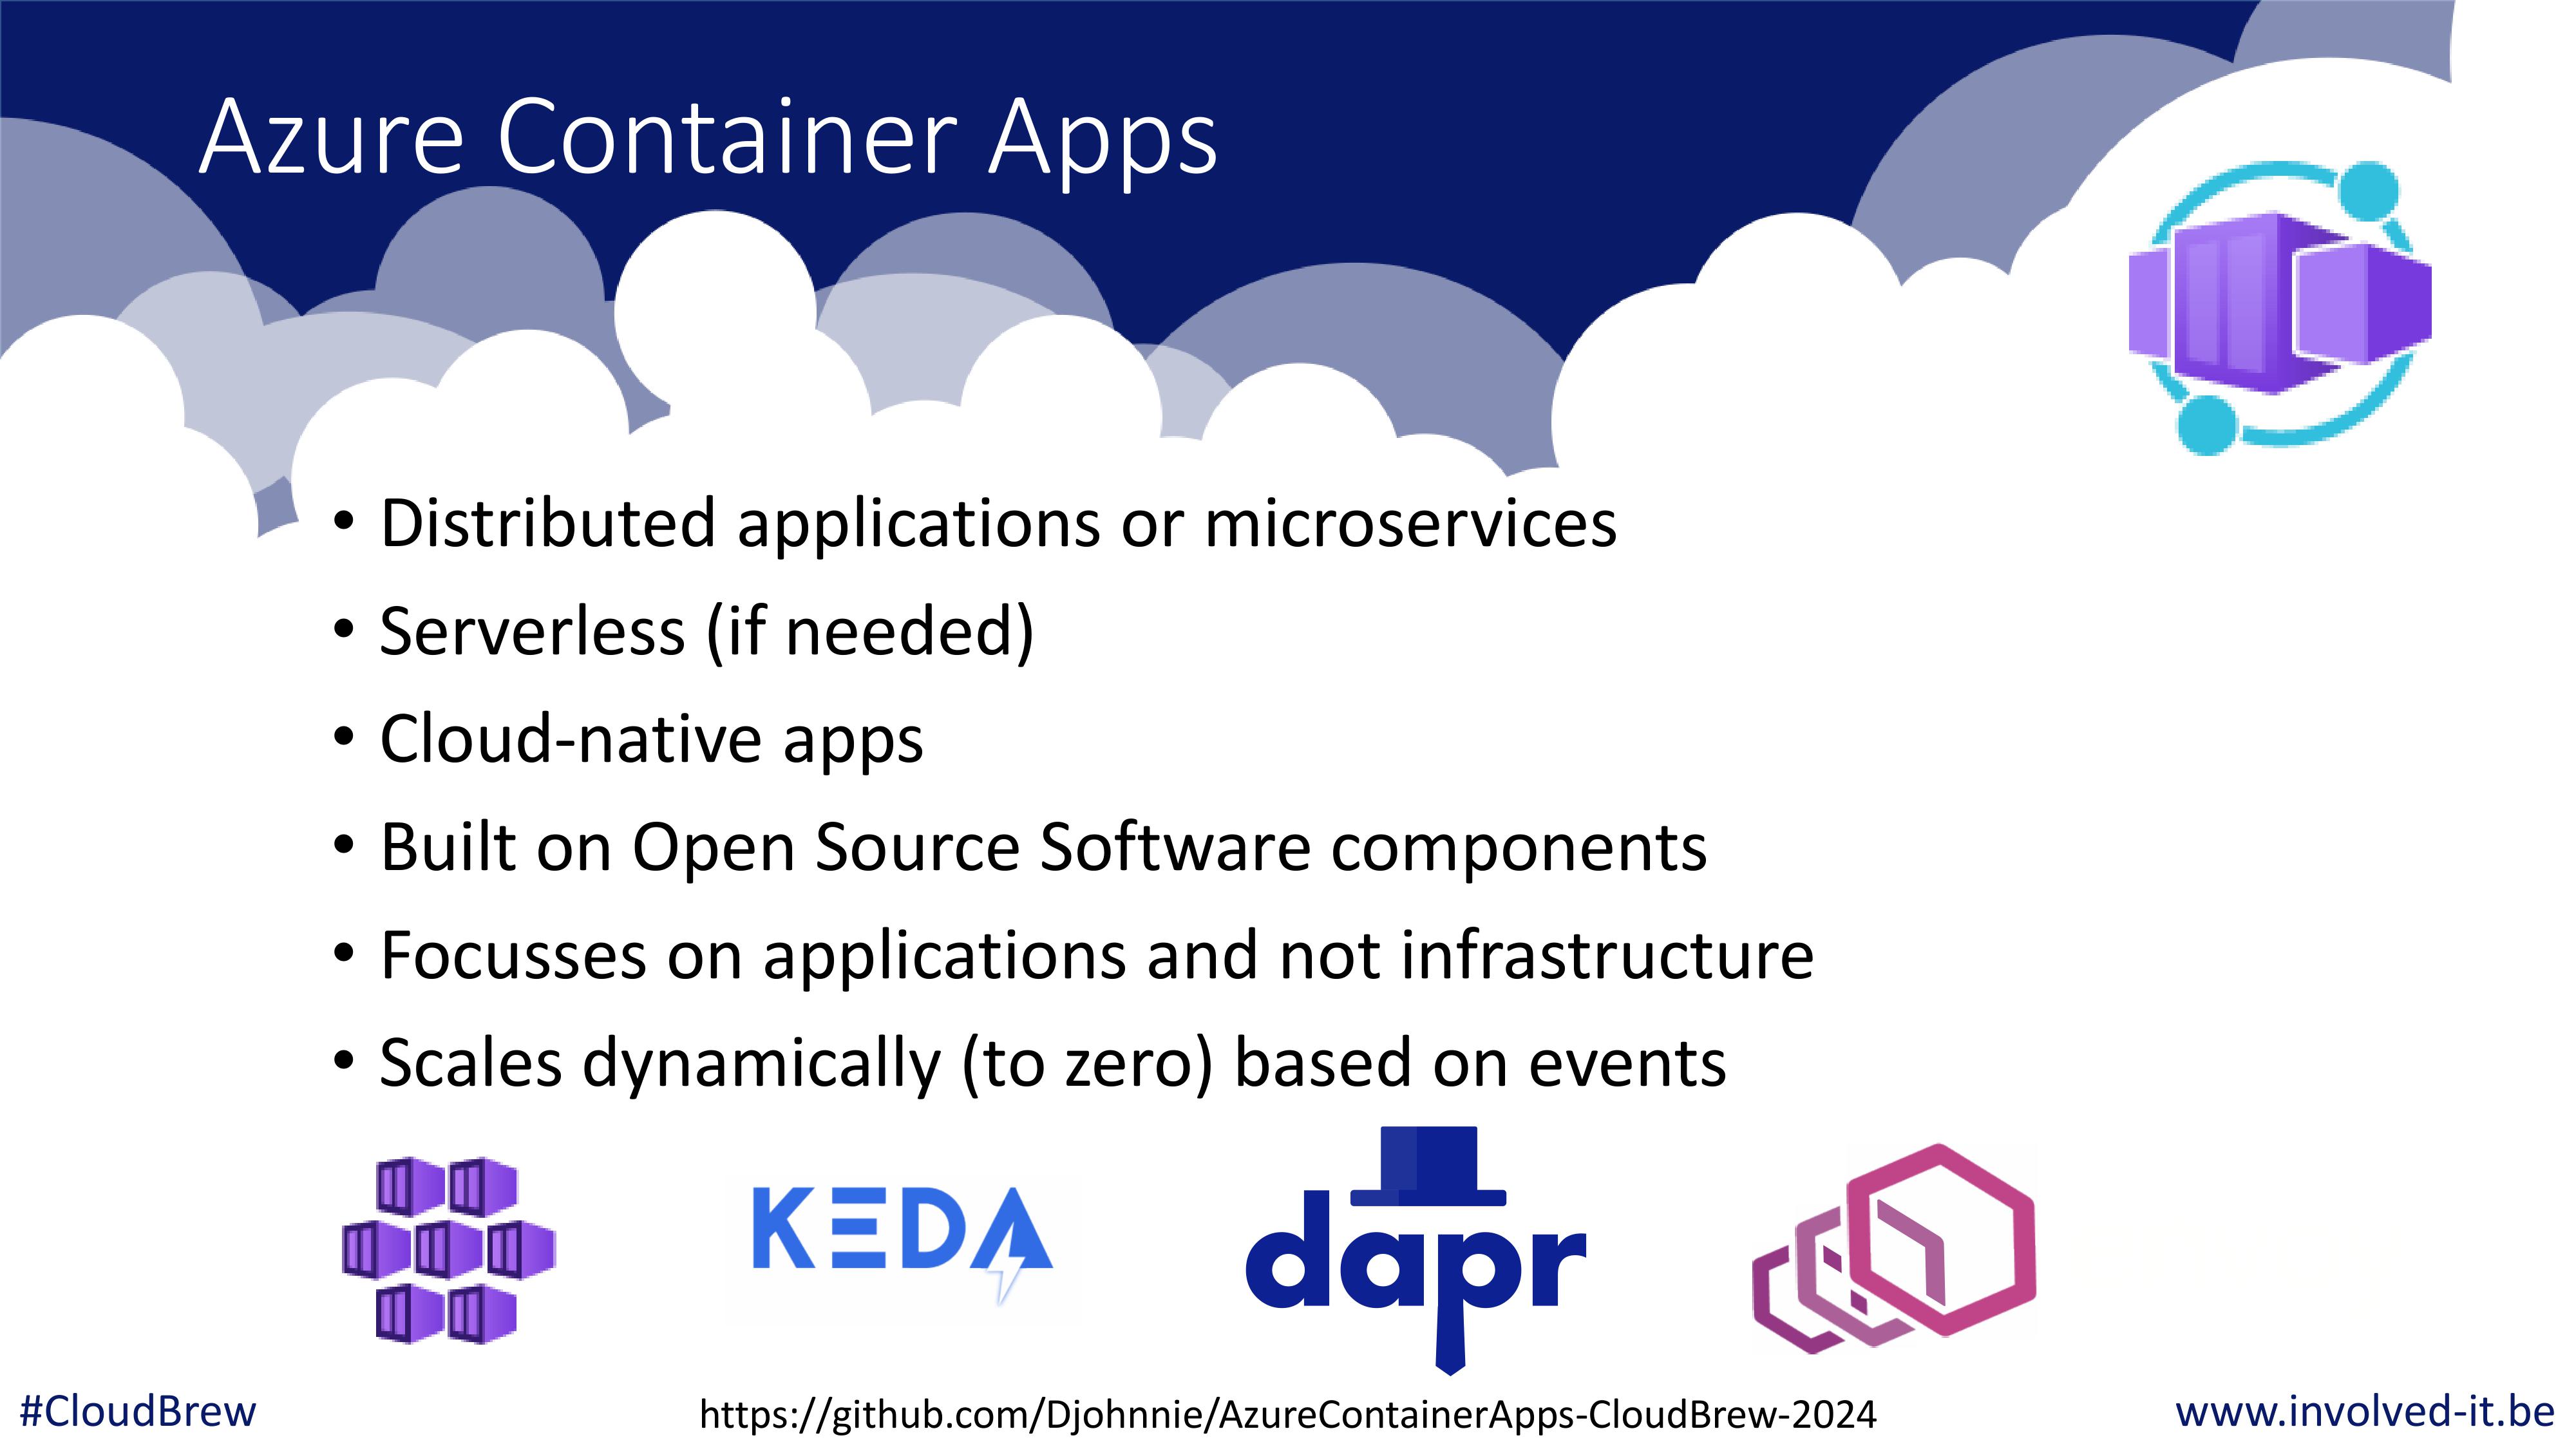 Azure Container Apps
• Distributed applications or microservices
• Serverless (if needed)
• Cloud-native apps
• Built on Open Source Software components
• Focusses on applications and not infrastructure
• Scales dynamically (to zero) based on events
KEDA
dapr
#CloudBrew
https://github.com/Djohnnie/AzureContainerApps-CloudBrew-2024
www.involved-it.be